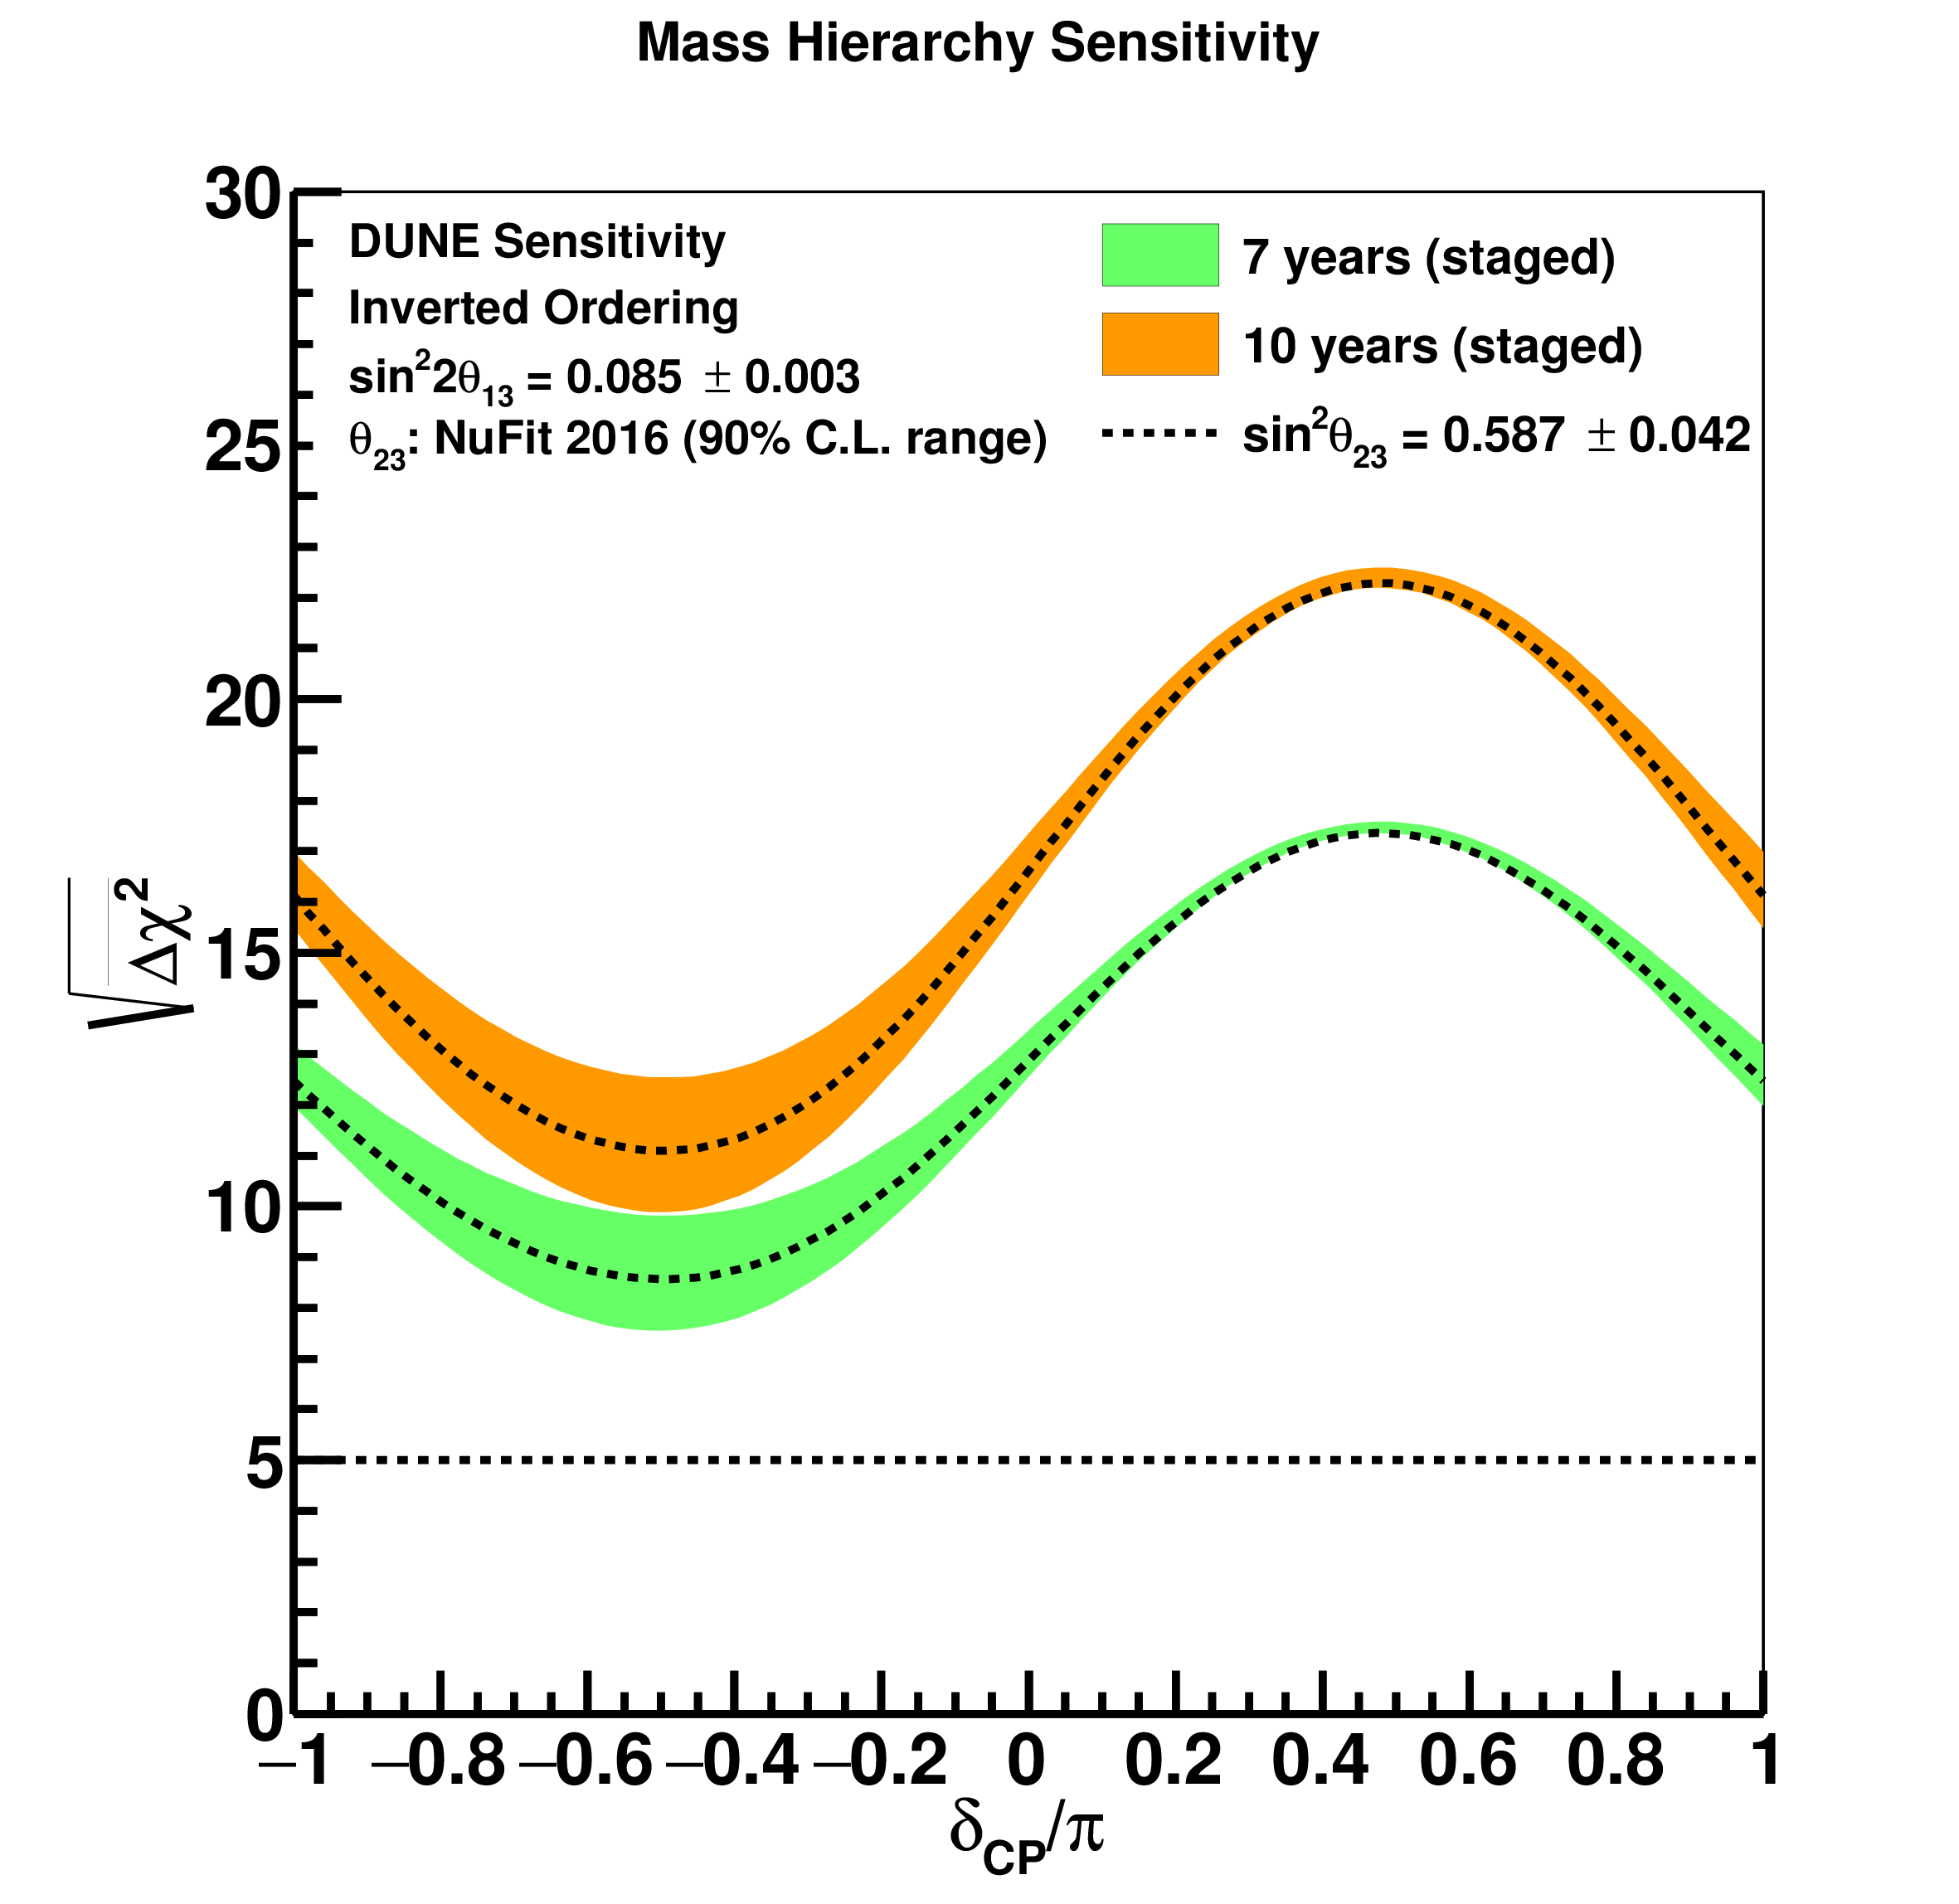 Mass Hierarchy Sensitivity
DUNE Sensitivity
Inverted Ordering
sin²2θ₁₃ = 0.085 ± 0.003
θ₂₃: NuFit 2016 (90% C.L. range)
7 years (staged)
10 years (staged)
sin²θ₂₃ = 0.587 ± 0.042
30
25
20
15
10
5
0
√Δχ²
−1 −0.8 −0.6 −0.4 −0.2 0 0.2 0.4 0.6 0.8 1
δCP/π